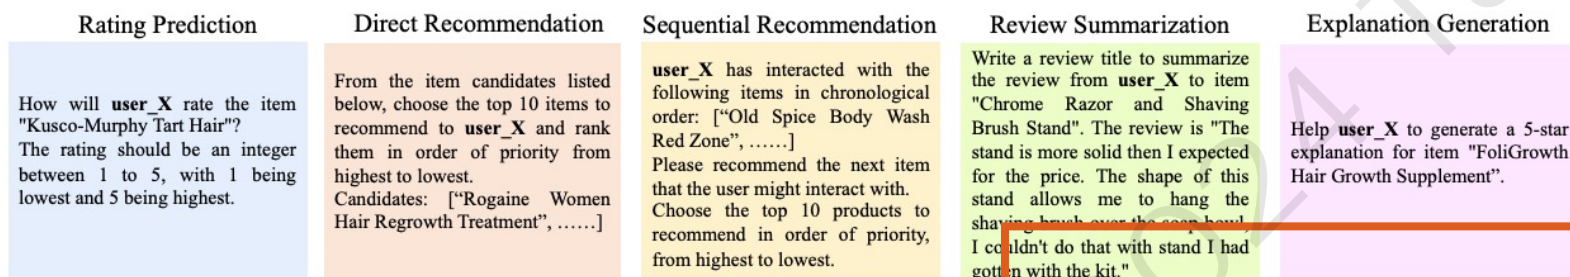 Rating Prediction
How will user_X rate the item
"Kusco-Murphy Tart Hair"?
The rating should be an integer
between 1 to 5, with 1 being
lowest and 5 being highest.
Direct Recommendation
From the item candidates listed
below, choose the top 10 items to
recommend to user_X and rank
them in order of priority from
highest to lowest.
Candidates: [“Rogaine Women
Hair Regrowth Treatment”, ......]
Sequential Recommendation
user_X has interacted with the
following items in chronological
order: [“Old Spice Body Wash
Red Zone”, ......]
Please recommend the next item
that the user might interact with.
Choose the top 10 products to
recommend in order of priority,
from highest to lowest.
Review Summarization
Write a review title to summarize
the review from user_X to item
"Chrome Razor and Shaving
Brush Stand". The review is "The
stand is more solid then I expected
for the price. The shape of this
stand allows me to hang the
shaving brush over the soap bowl,
I couldn't do that with stand I had
gotten with the kit."
Explanation Generation
Help user_X to generate a 5-star
explanation for item "FoliGrowth
Hair Growth Supplement”.
024